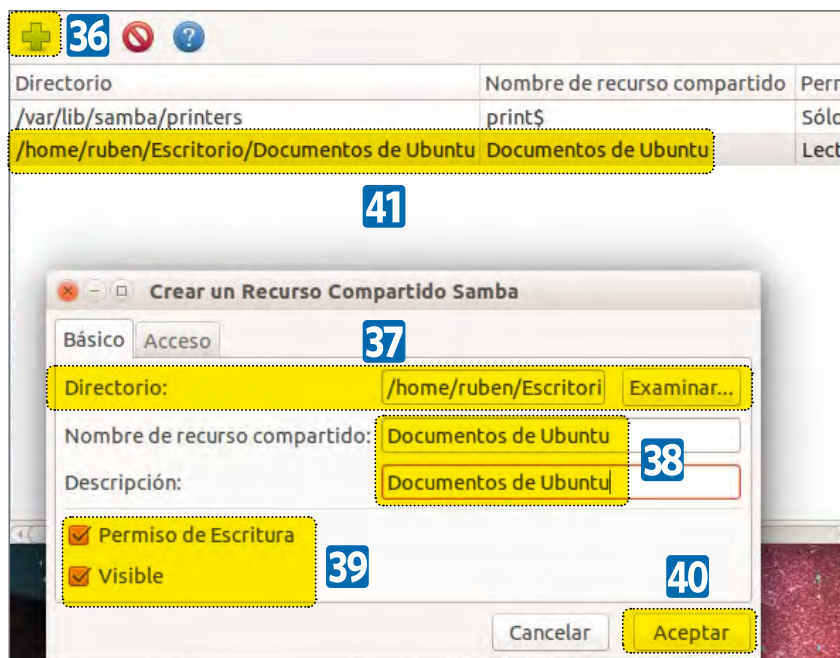 36
Directorio Nombre de recurso compartido Perm
/var/lib/samba/printers print$ Sólo
/home/ruben/Escritorio/Documentos de Ubuntu Documentos de Ubuntu Lect
41
Crear un Recurso Compartido Samba
Básico Acceso
37
Directorio: /home/ruben/Escritori Examinar...
Nombre de recurso compartido: Documentos de Ubuntu
38
Descripción: Documentos de Ubuntu
Permiso de Escritura
39
Visible
40
Cancelar Aceptar